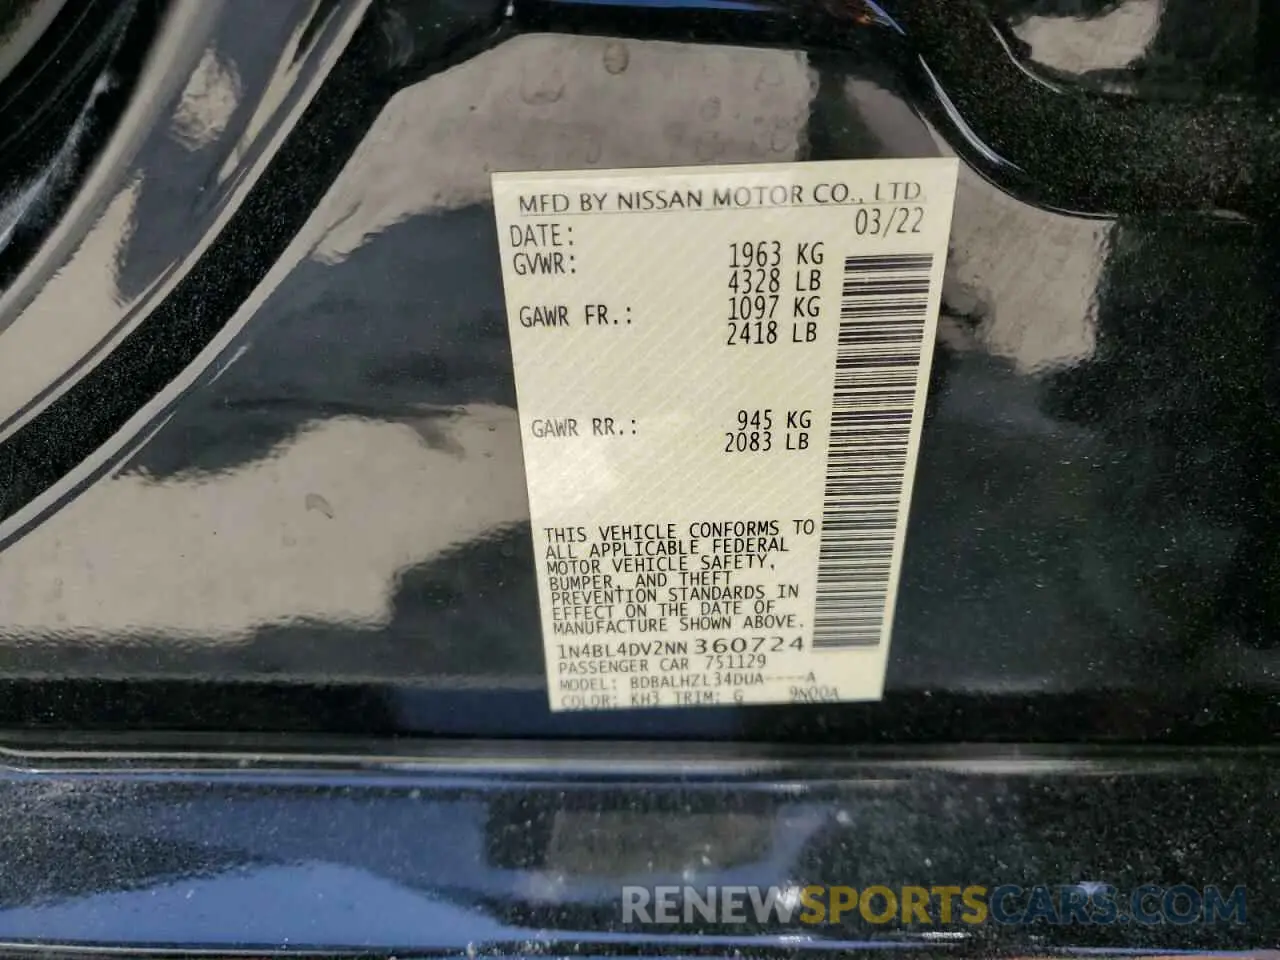 MFD BY NISSAN MOTOR CO., LTD.
DATE: 03/22
GVWR: 1963 KG
4328 LB
GAWR FR.: 1097 KG
2418 LB
GAWR RR.: 945 KG
2083 LB
THIS VEHICLE CONFORMS TO
ALL APPLICABLE FEDERAL
MOTOR VEHICLE SAFETY,
BUMPER, AND THEFT
PREVENTION STANDARDS IN
EFFECT ON THE DATE OF
MANUFACTURE SHOWN ABOVE.
1N4BL4DV2NN360724
PASSENGER CAR 751129
MODEL: BDBALHZL34DUA----A
COLOR: KH3 TRIM: G 9N00A
RENEWSPORTSCARS.COM